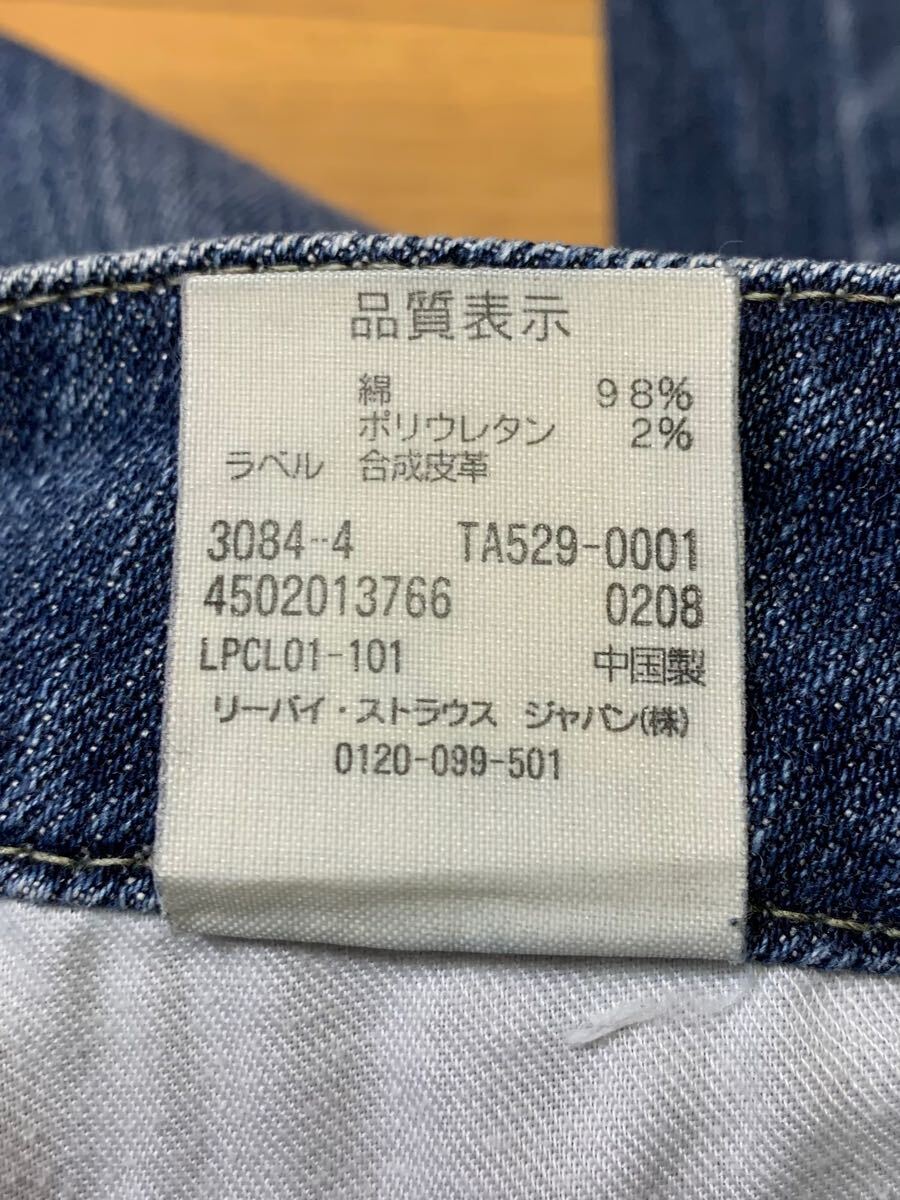 品質表示
綿 98%
ポリウレタン 2%
ラベル 合成皮革
3084-4 TA529-0001
4502013766 0208
LPCL01-101 中国製
リーバイ・ストラウス ジャパン(株)
0120-099-501